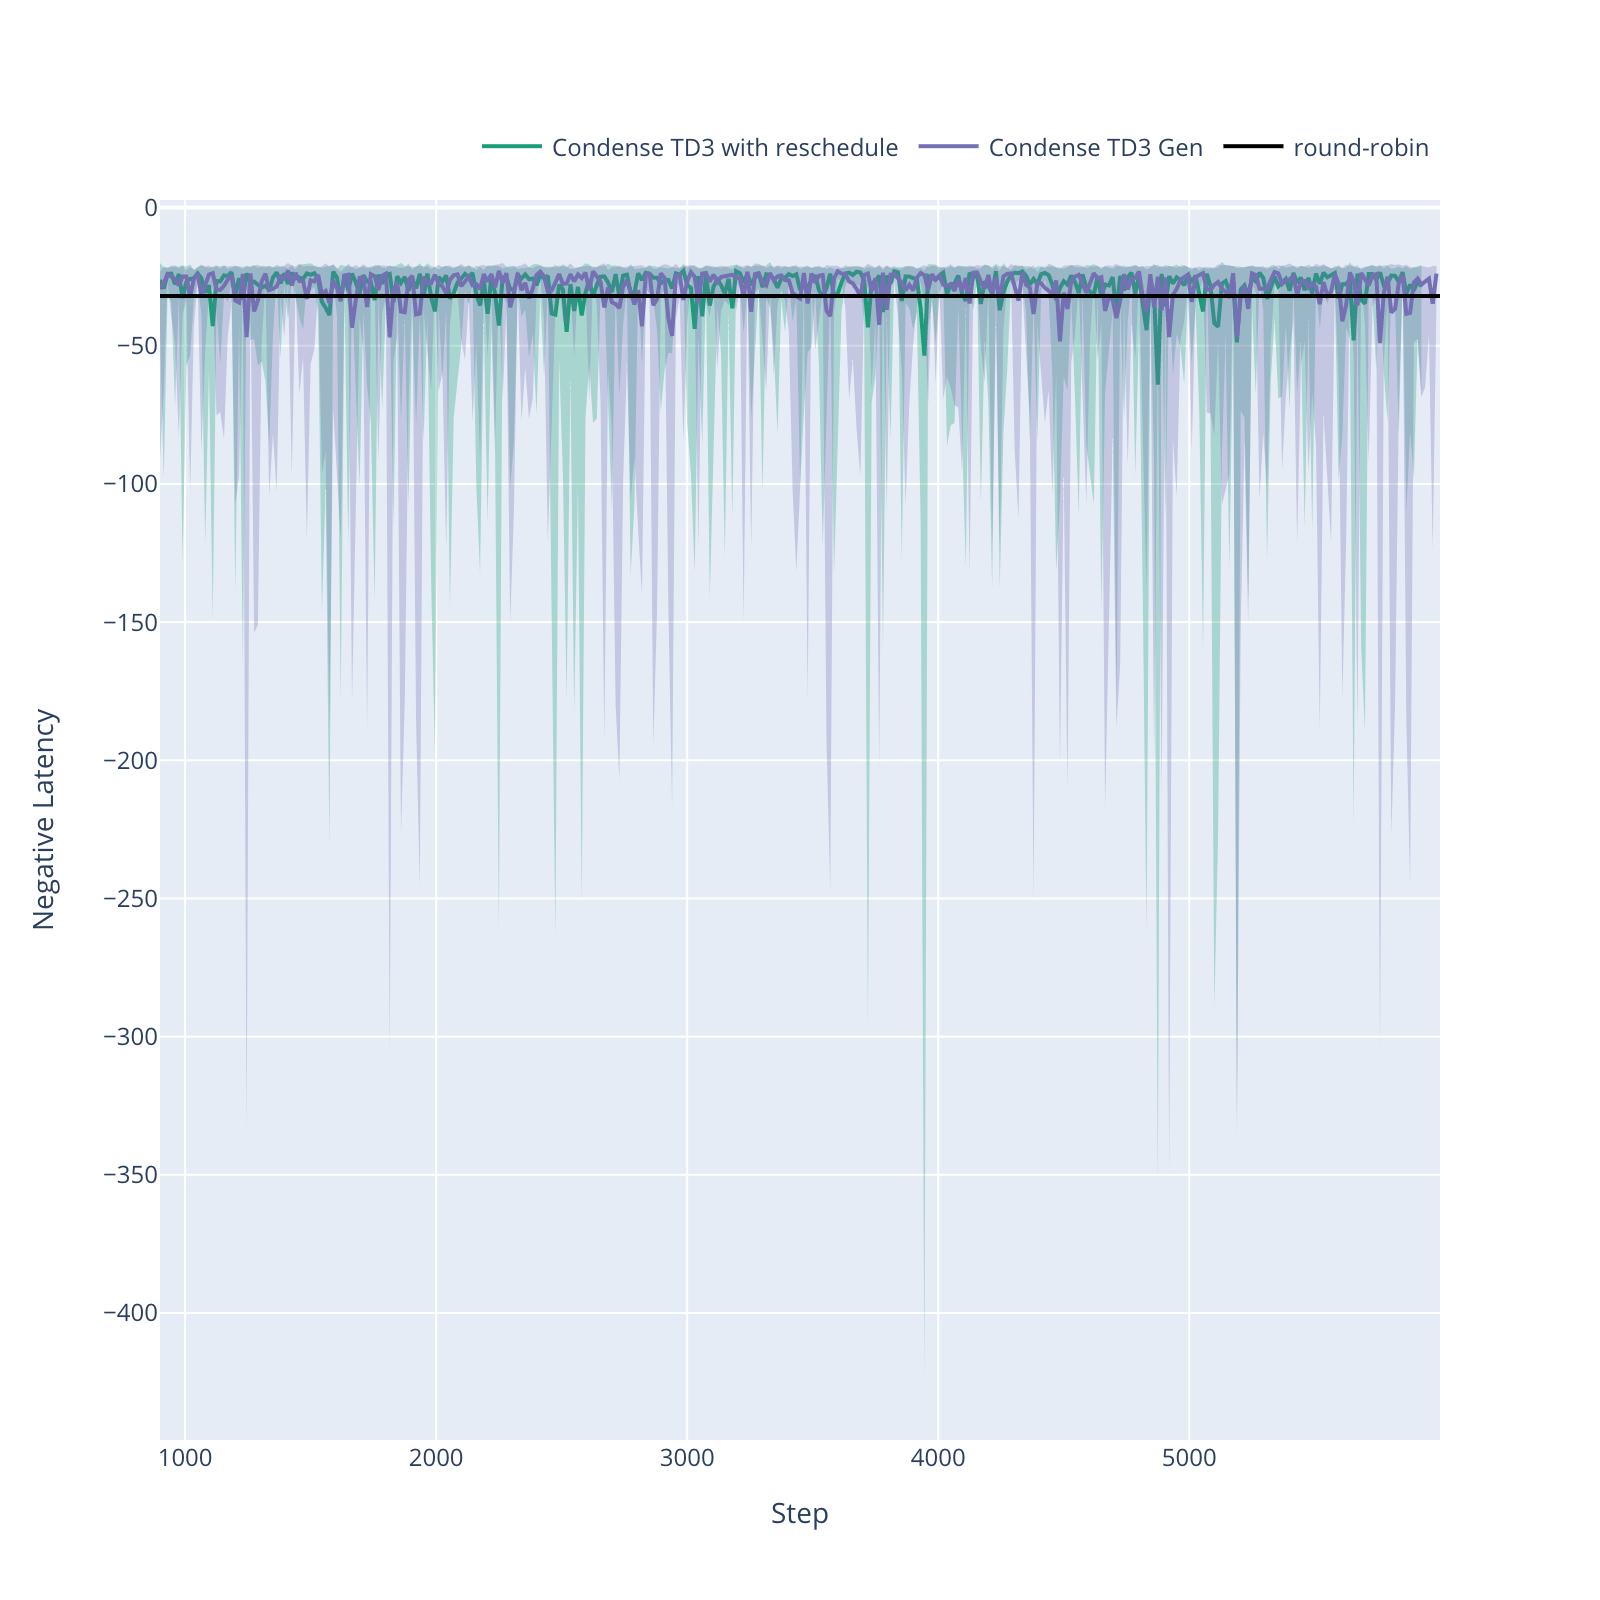 Condense TD3 with reschedule Condense TD3 Gen round-robin
0
−50
−100
−150
−200
−250
−300
−350
−400
Negative Latency
1000 2000 3000 4000 5000
Step